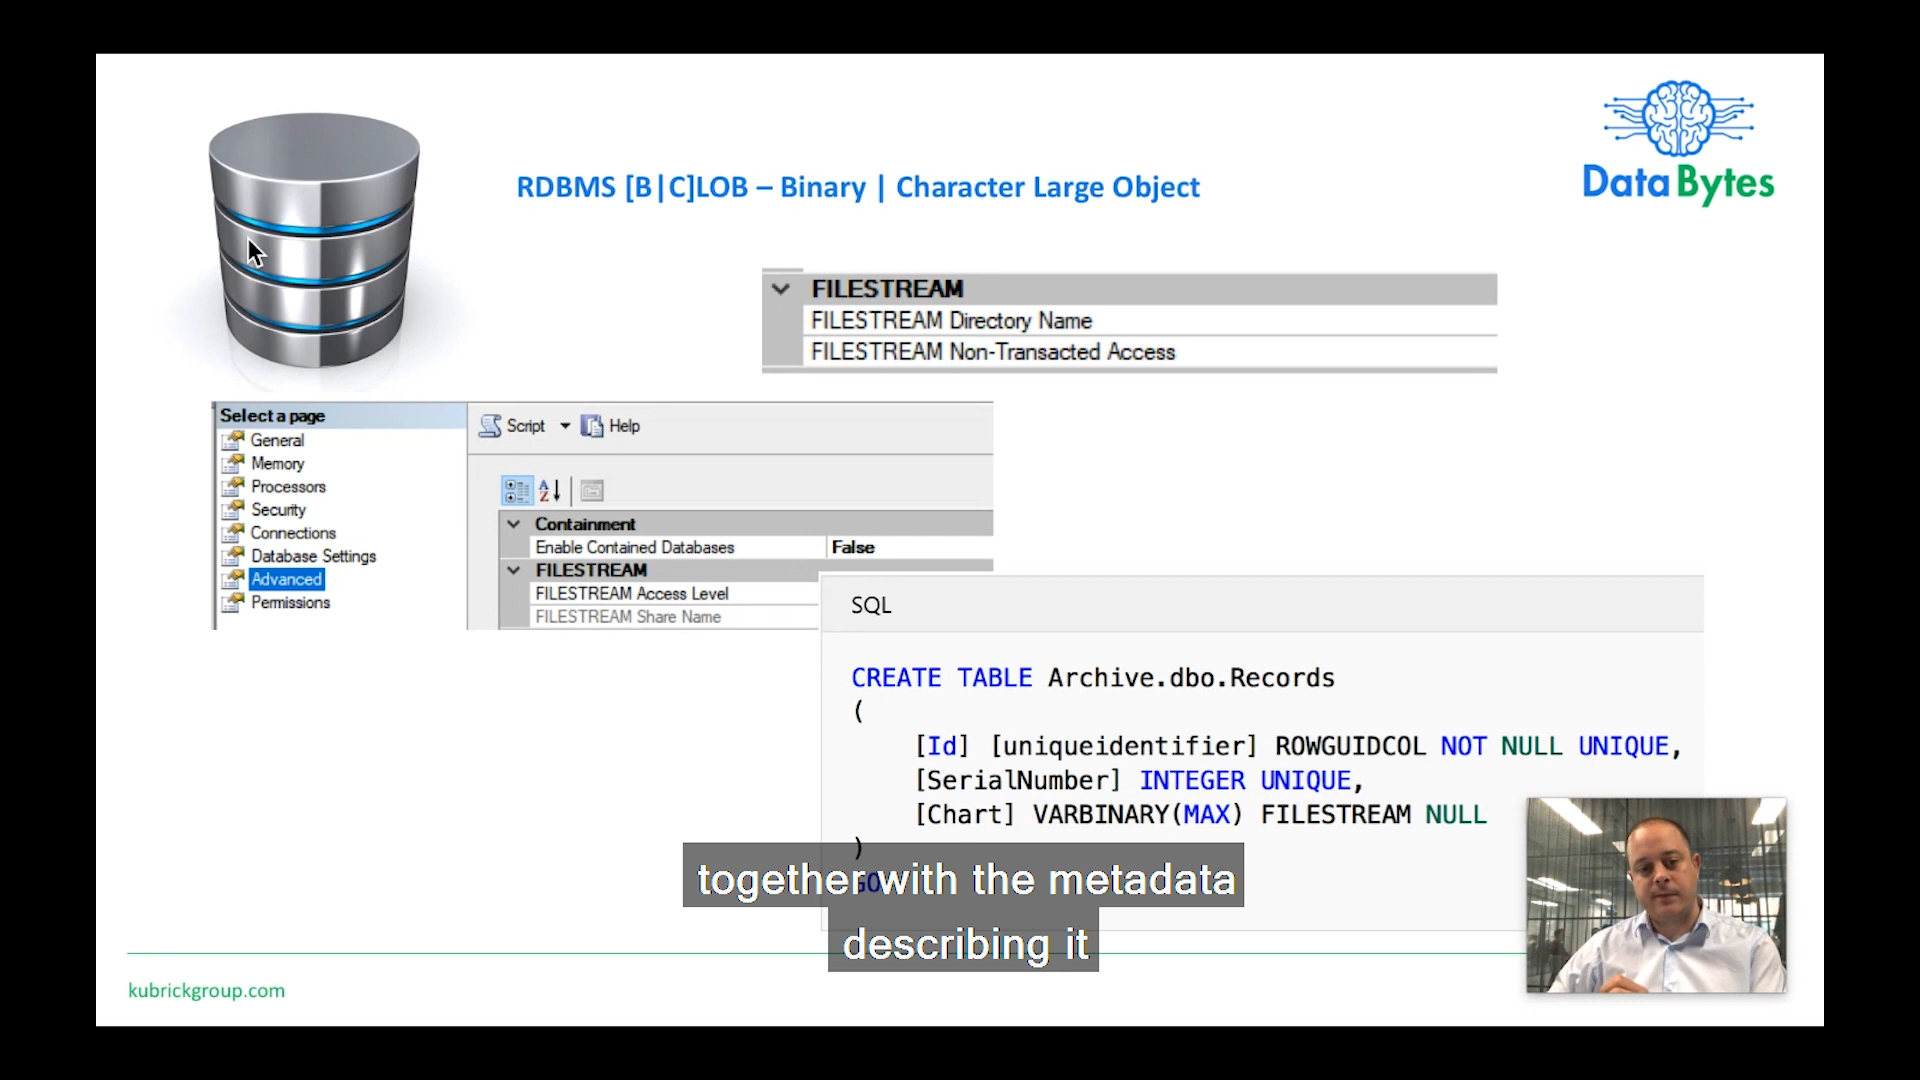 RDBMS [B|C]LOB – Binary | Character Large Object
Data Bytes
FILESTREAM
FILESTREAM Directory Name
FILESTREAM Non-Transacted Access
Select a page
General
Memory
Processors
Security
Connections
Database Settings
Advanced
Permissions
Script
Help
Containment
Enable Contained Databases False
FILESTREAM
FILESTREAM Access Level
FILESTREAM Share Name
SQL
CREATE TABLE Archive.dbo.Records
(
[Id] [uniqueidentifier] ROWGUIDCOL NOT NULL UNIQUE,
[SerialNumber] INTEGER UNIQUE,
[Chart] VARBINARY(MAX) FILESTREAM NULL
)
GO
together with the metadata
describing it
kubrickgroup.com